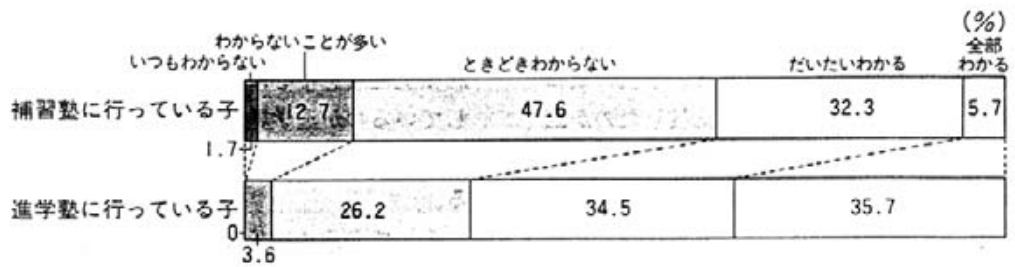 (%)
わからないことが多い
全部
いつもわからない
ときどきわからない
だいたいわかる
わかる
補習塾に行っている子
12.7
47.6
32.3
5.7
1.7
進学塾に行っている子
26.2
34.5
35.7
0
3.6